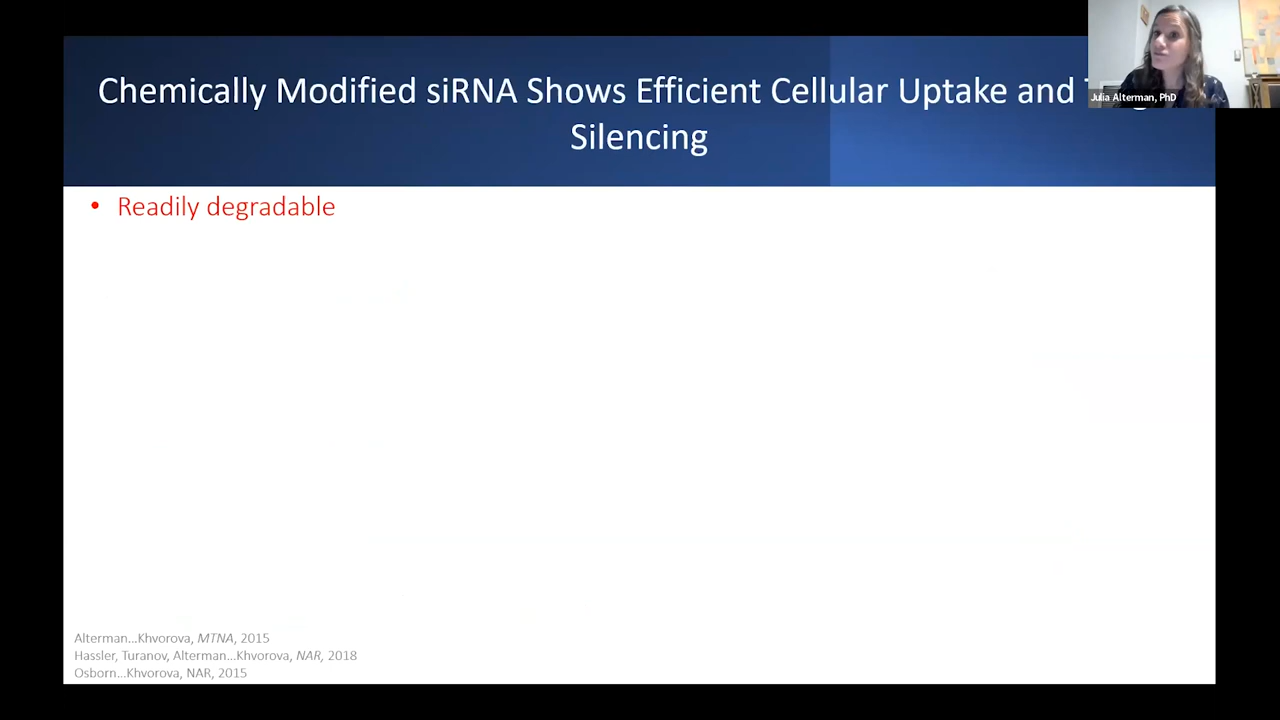 Chemically Modified siRNA Shows Efficient Cellular Uptake and
Silencing
Julia Alterman, PhD
• Readily degradable
Alterman...Khvorova, MTNA, 2015
Hassler, Turanov, Alterman...Khvorova, NAR, 2018
Osborn...Khvorova, NAR, 2015